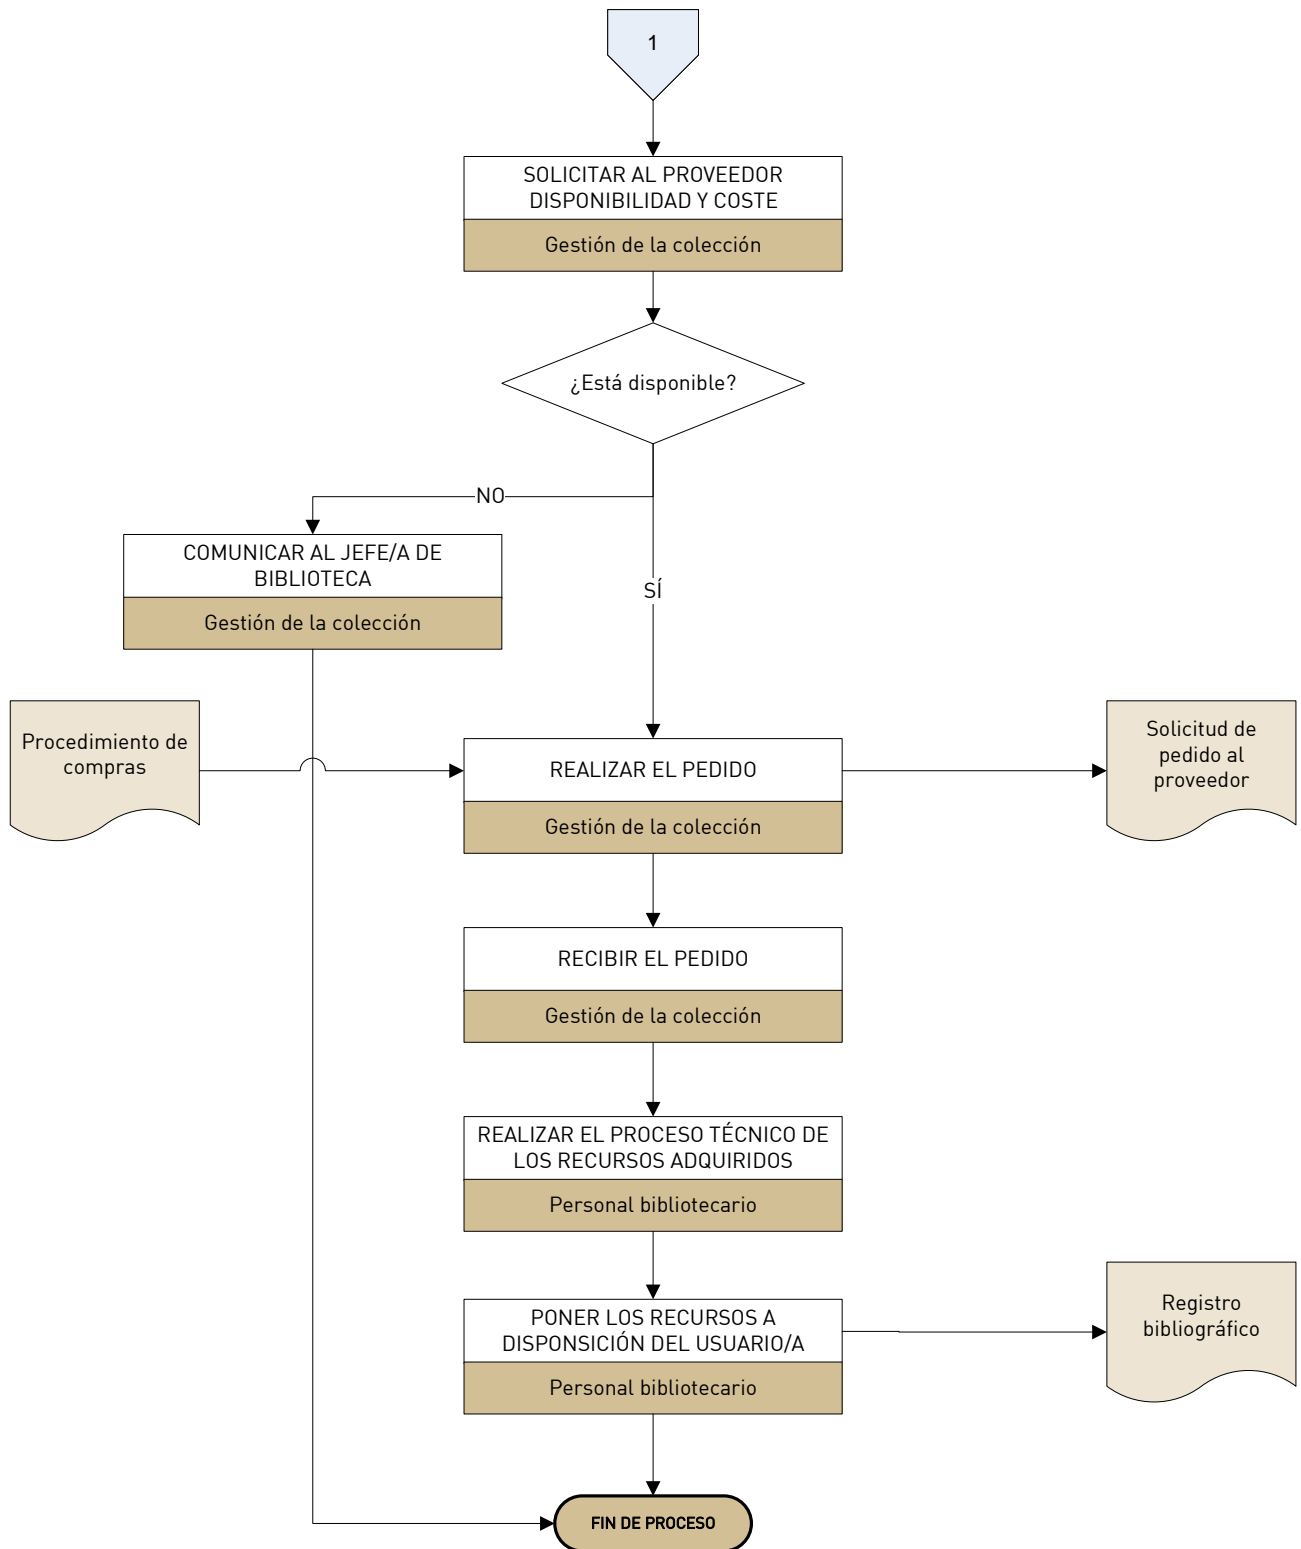 1
SOLICITAR AL PROVEEDOR
DISPONIBILIDAD Y COSTE
Gestión de la colección
¿Está disponible?
NO
COMUNICAR AL JEFE/A DE
BIBLIOTECA
Gestión de la colección
SÍ
Procedimiento de
compras
REALIZAR EL PEDIDO
Gestión de la colección
Solicitud de
pedido al
proveedor
RECIBIR EL PEDIDO
Gestión de la colección
REALIZAR EL PROCESO TÉCNICO DE
LOS RECURSOS ADQUIRIDOS
Personal bibliotecario
PONER LOS RECURSOS A
DISPONSICIÓN DEL USUARIO/A
Personal bibliotecario
Registro
bibliográfico
FIN DE PROCESO